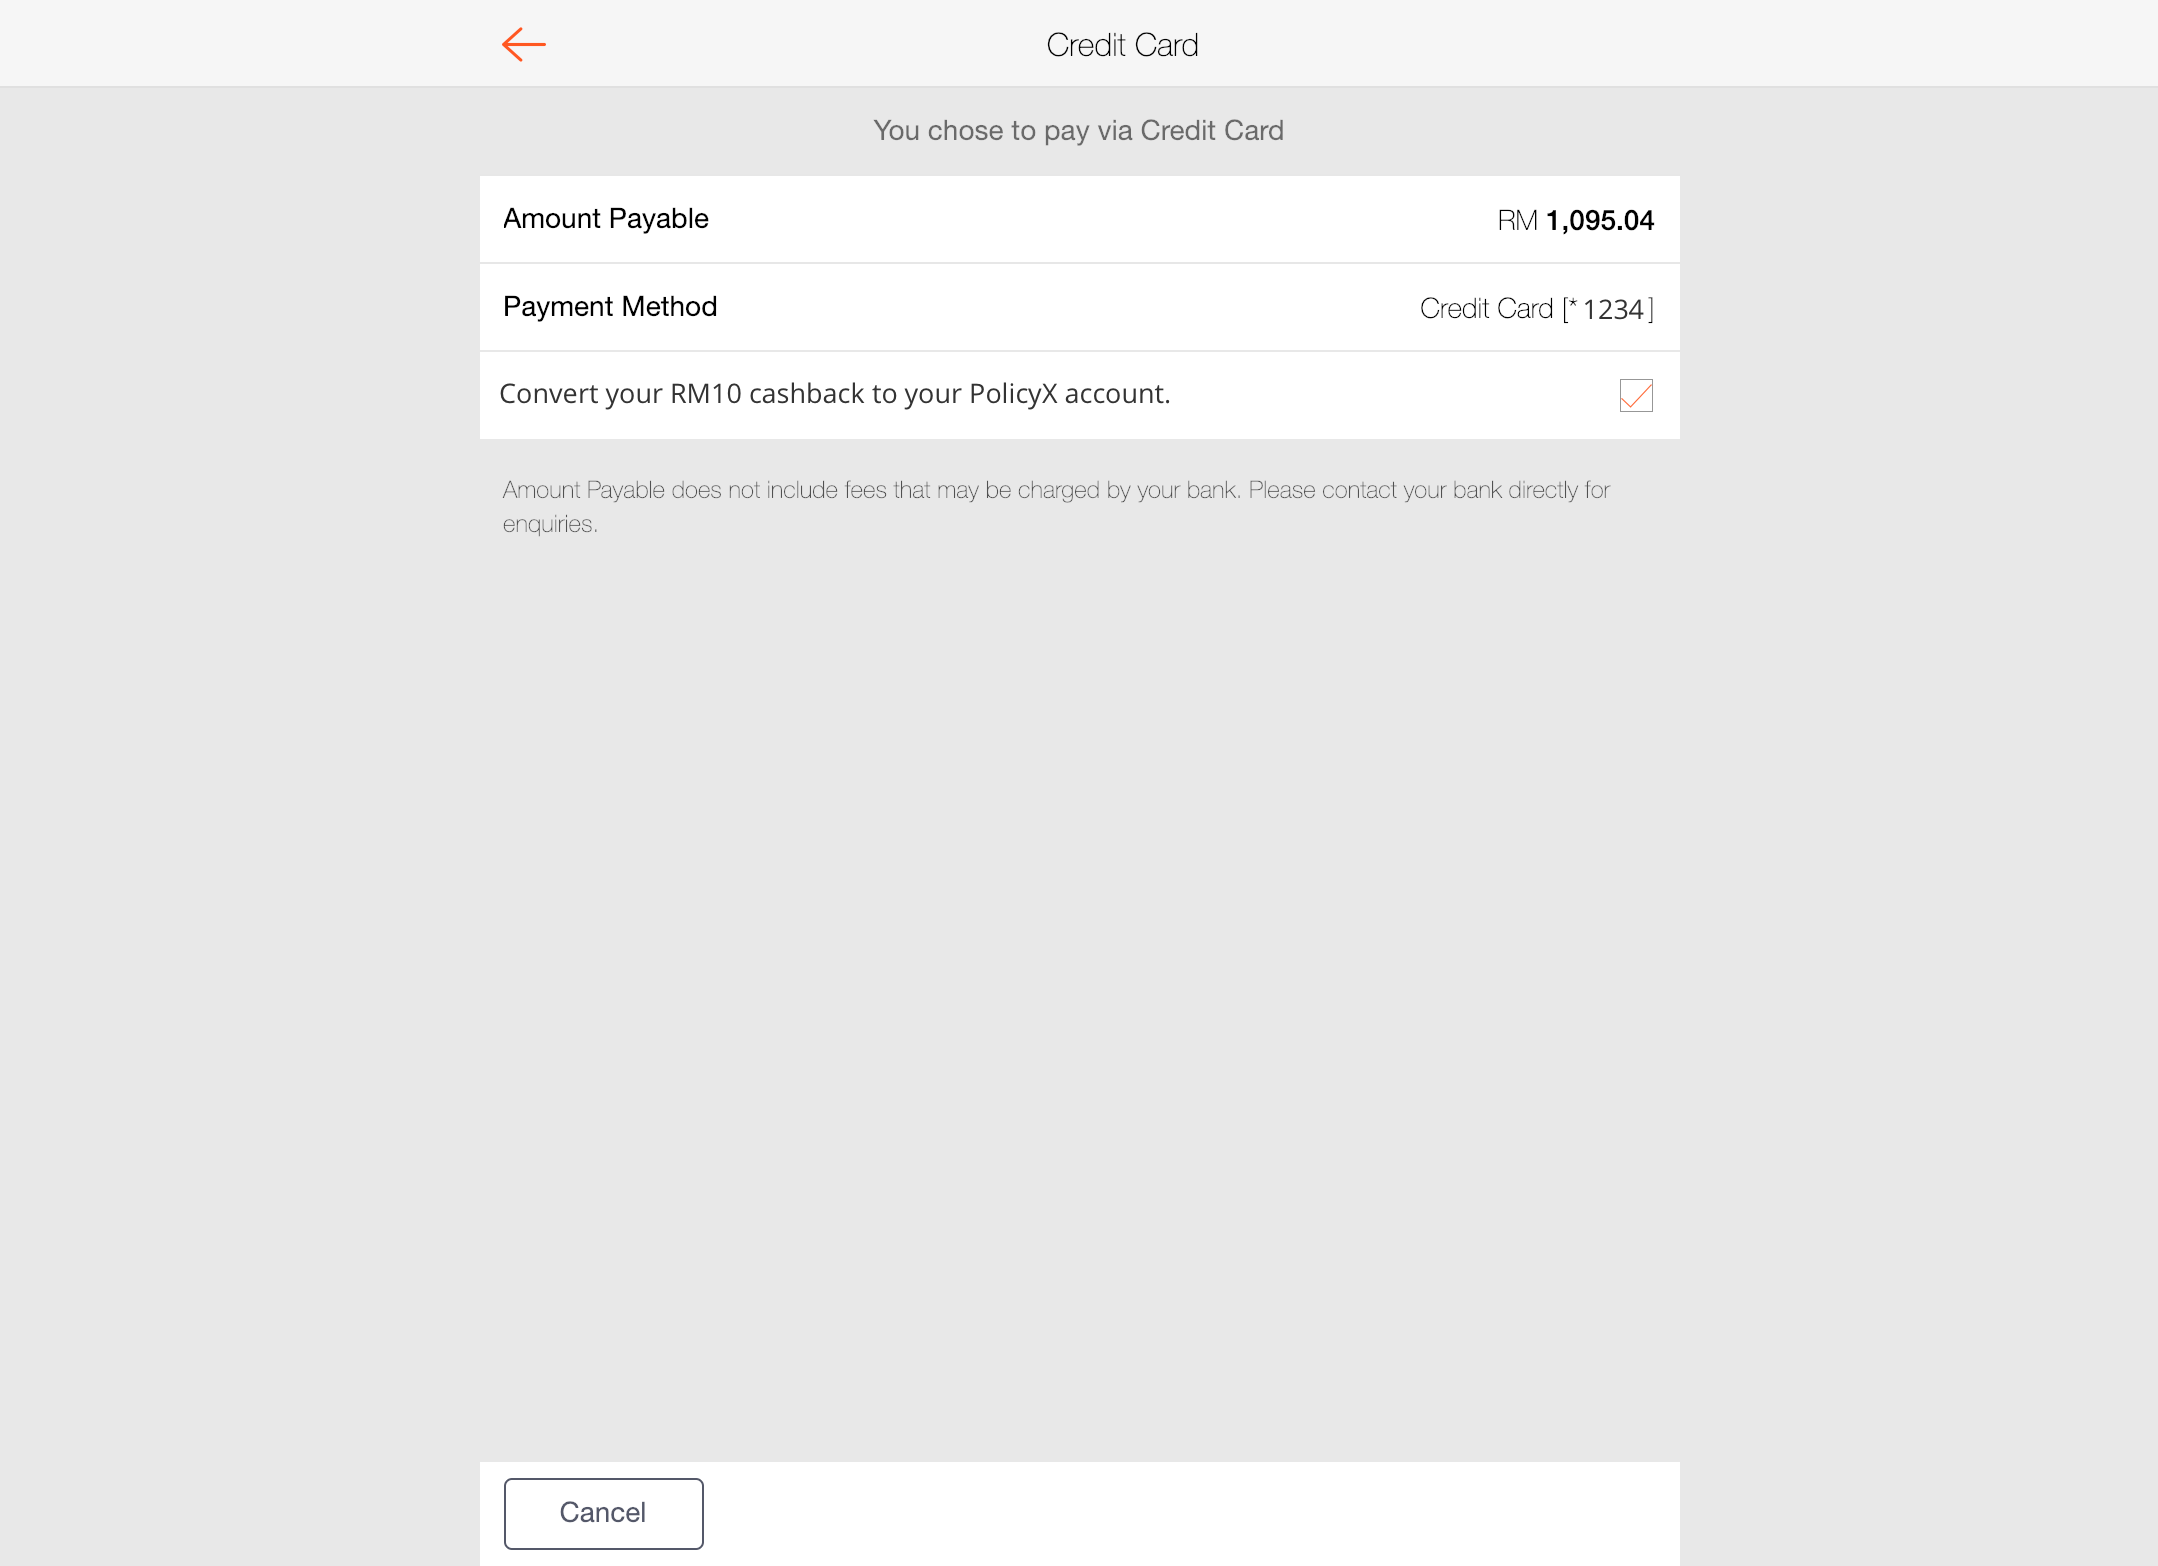 Credit Card
You chose to pay via Credit Card
Amount Payable
RM 1,095.04
Payment Method
Credit Card [* 1234]
Convert your RM10 cashback to your PolicyX account.
Amount Payable does not include fees that may be charged by your bank. Please contact your bank directly for
enquiries.
Cancel